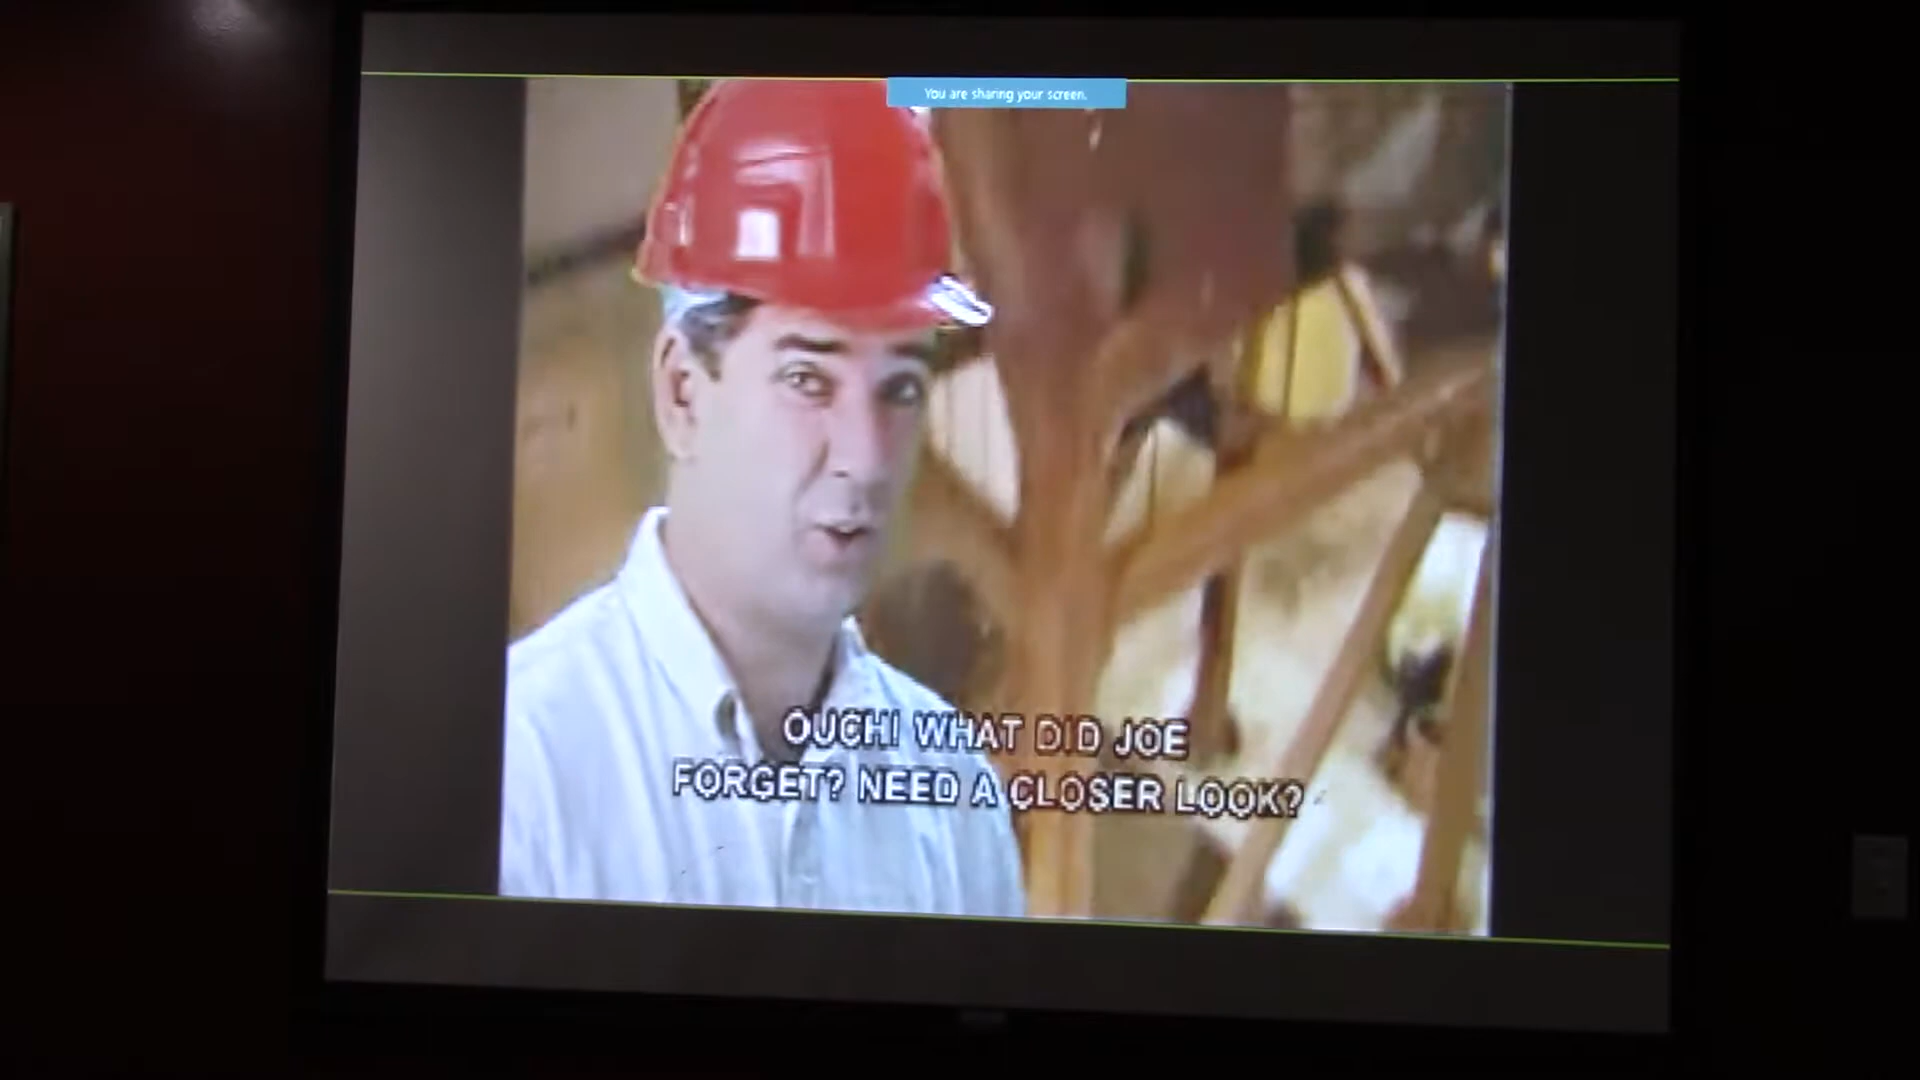 You are sharing your screen.
OUCH! WHAT DID JOE
FORGET? NEED A CLOSER LOOK?